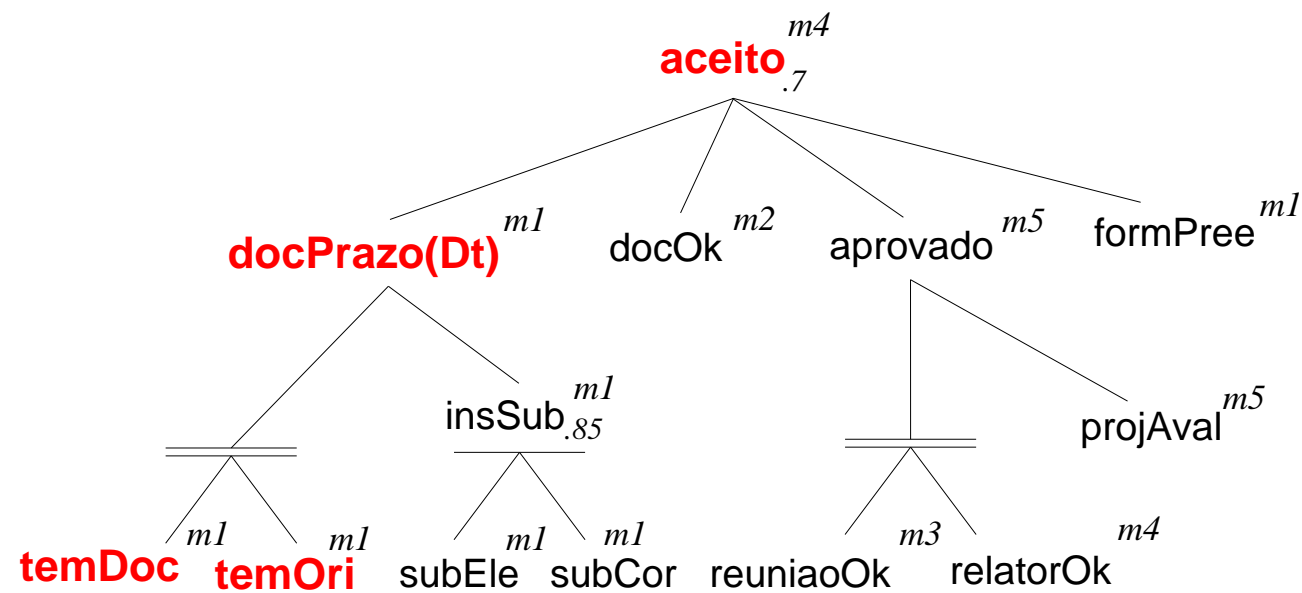 aceito m4 .7
docPrazo(Dt) m1 docOk m2 aprovado m5 formPree m1
insSub m1 .85 projAval m5
temDoc m1 temOri m1 subEle m1 subCor m1 reuniaoOk m3 relatorOk m4